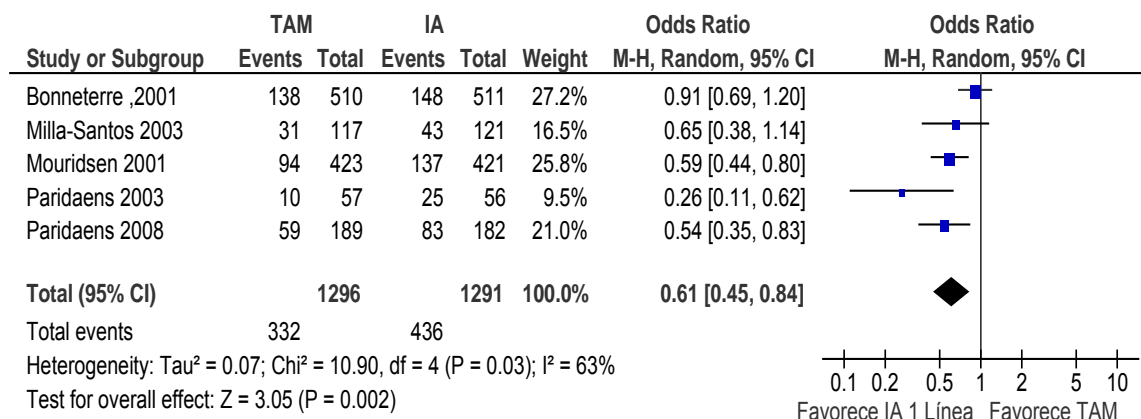 TAM IA Odds Ratio Odds Ratio
Study or Subgroup Events Total Events Total Weight M-H, Random, 95% CI M-H, Random, 95% CI
Bonneterre ,2001 138 510 148 511 27.2% 0.91 [0.69, 1.20]
Milla-Santos 2003 31 117 43 121 16.5% 0.65 [0.38, 1.14]
Mouridsen 2001 94 423 137 421 25.8% 0.59 [0.44, 0.80]
Paridaens 2003 10 57 25 56 9.5% 0.26 [0.11, 0.62]
Paridaens 2008 59 189 83 182 21.0% 0.54 [0.35, 0.83]
Total (95% CI) 1296 1291 100.0% 0.61 [0.45, 0.84]
Total events 332 436
Heterogeneity: Tau² = 0.07; Chi² = 10.90, df = 4 (P = 0.03); I² = 63%
Test for overall effect: Z = 3.05 (P = 0.002)
0.1 0.2 0.5 1 2 5 10
Favorece IA 1 Línea Favorece TAM